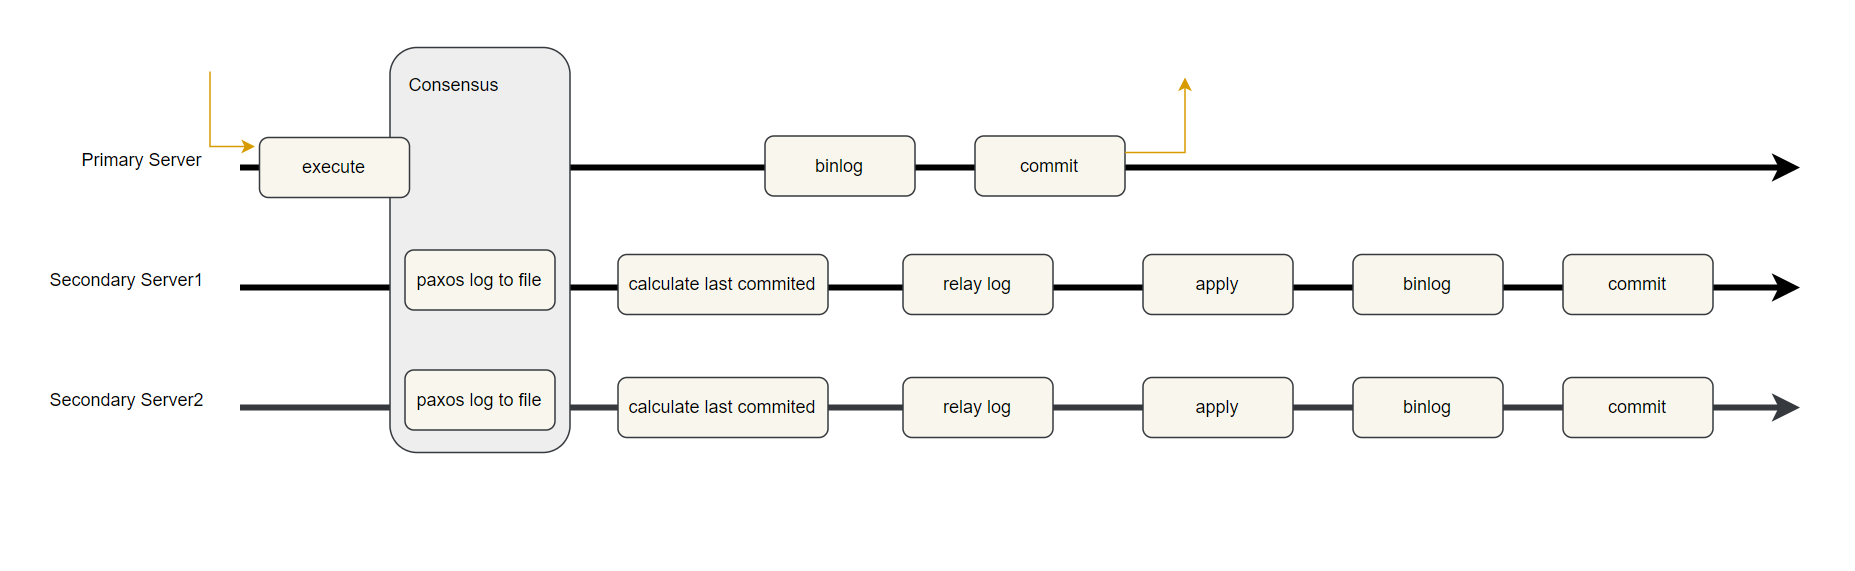 Consensus
Primary Server
execute
binlog
commit
Secondary Server1
paxos log to file
calculate last commited
relay log
apply
binlog
commit
Secondary Server2
paxos log to file
calculate last commited
relay log
apply
binlog
commit